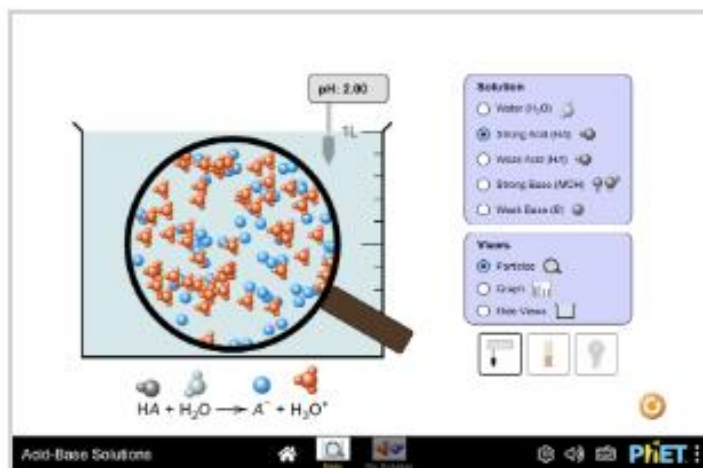 pH: 2.00
1L
Solution
Water (H₂O)
Strong Acid (HA)
Weak Acid (HA)
Strong Base (MOH)
Weak Base (B)
Views
Particles
Graph
Hide Views
HA + H₂O → A⁻ + H₃O⁺
Acid-Base Solutions
PhET